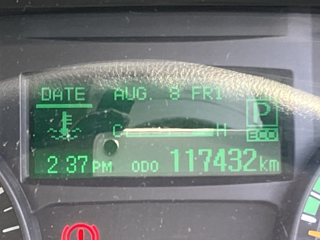 DATE AUG. 8 FRI P
ECO
C H
2:37 PM ODO 117432 km